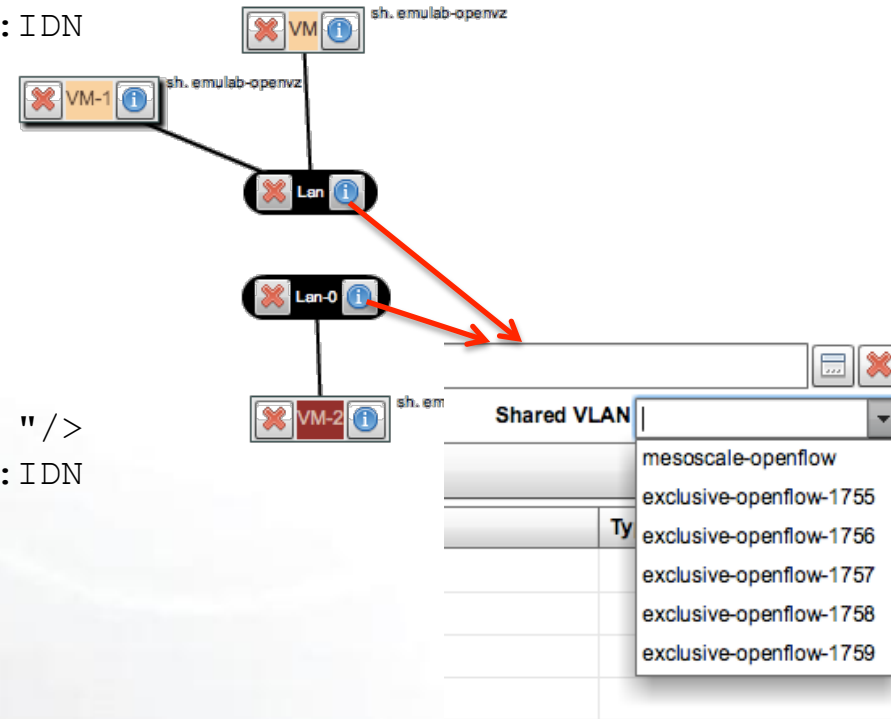 :IDN
VM
sh. emulab-openvz
VM-1
sh. emulab-openvz
Lan
Lan-0
VM-2
sh. em
"/>
:IDN
Shared VLAN
mesoscale-openflow
exclusive-openflow-1755
Ty
exclusive-openflow-1756
exclusive-openflow-1757
exclusive-openflow-1758
exclusive-openflow-1759